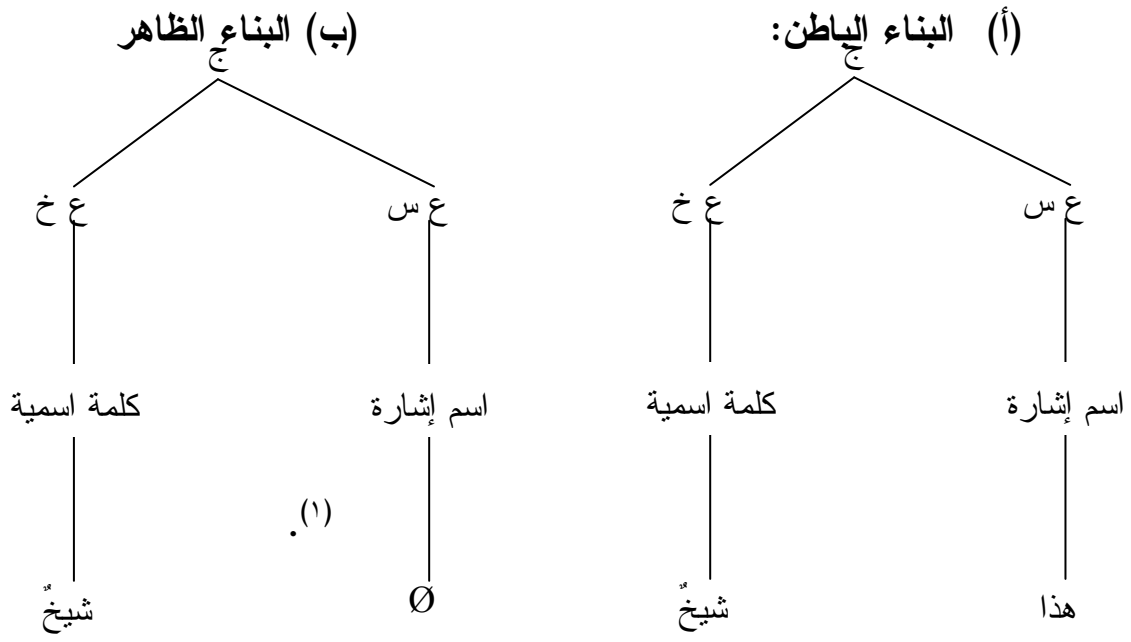 (أ) البناء الباطن: (ب) البناء الظاهر
ج ج
ع س ع خ ع س ع خ
اسم إشارة كلمة اسمية اسم إشارة كلمة اسمية
(١).
هذا شيخٌ Ø شيخٌ